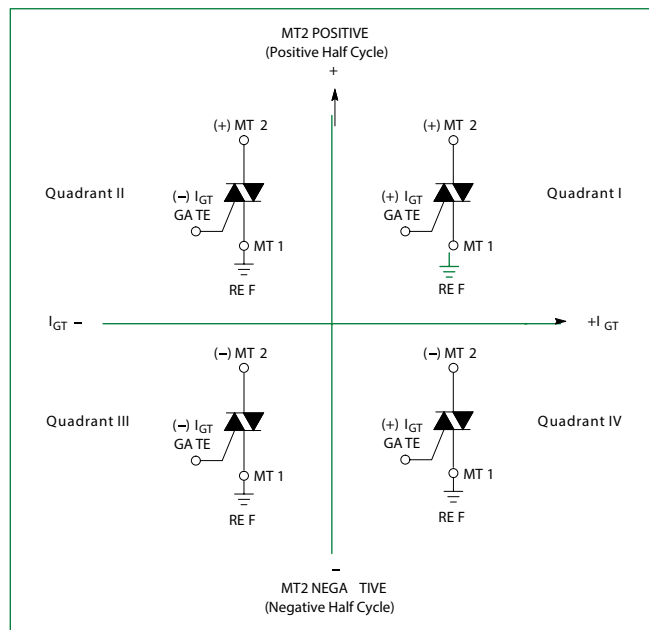 MT2 POSITIVE
(Positive Half Cycle)
+
(+) MT 2
(+) MT 2
Quadrant II
(−) IGT
GA TE
(+) IGT
GA TE
Quadrant I
MT 1
MT 1
RE F
RE F
IGT −
+I GT
(−) MT 2
(−) MT 2
Quadrant III
(−) IGT
GA TE
(+) IGT
GA TE
Quadrant IV
MT 1
MT 1
RE F
RE F
−
MT2 NEGA TIVE
(Negative Half Cycle)